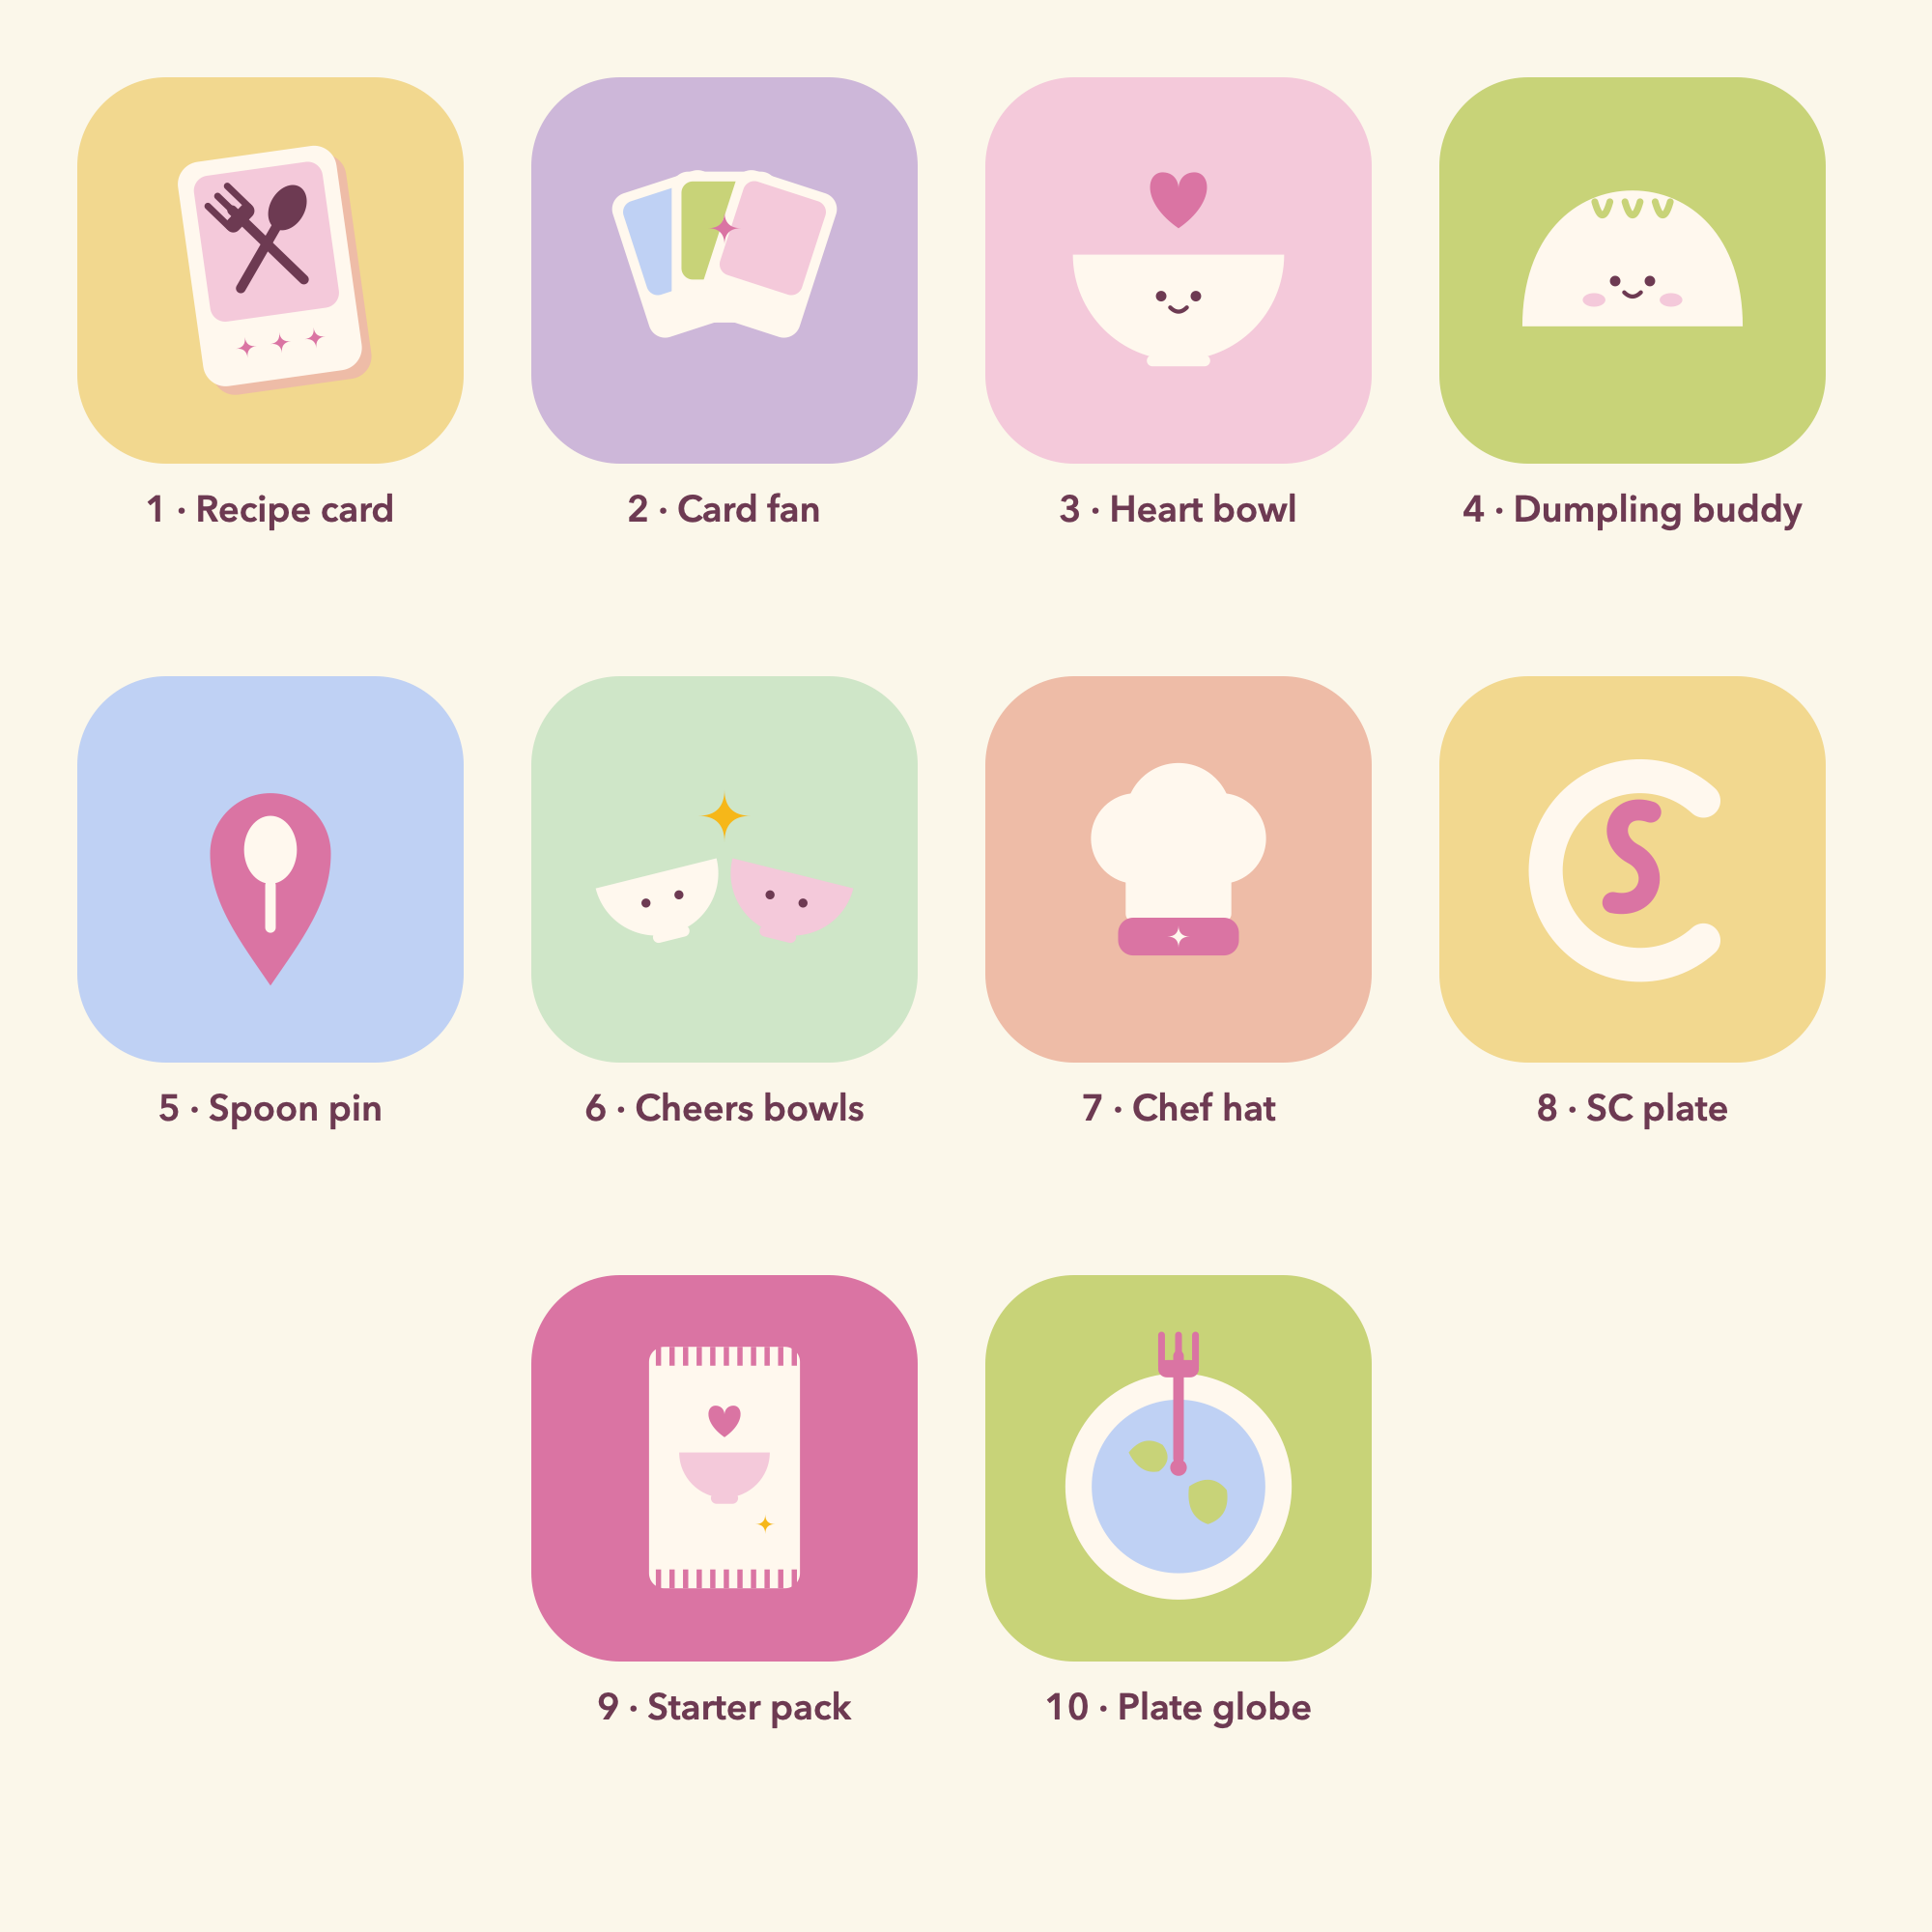 1 · Recipe card
2 · Card fan
3 · Heart bowl
4 · Dumpling buddy
5 · Spoon pin
6 · Cheers bowls
7 · Chef hat
S
8 · SC plate
9 · Starter pack
10 · Plate globe